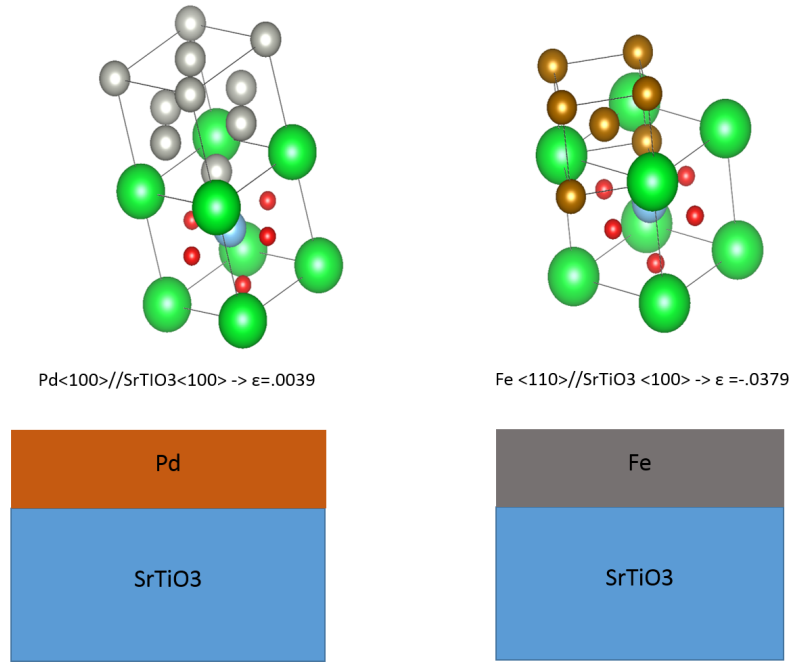 Pd<100>//SrTIO3<100> -> ε=.0039
Fe <110>//SrTiO3 <100> -> ε =-.0379
Pd
Fe
SrTiO3
SrTiO3